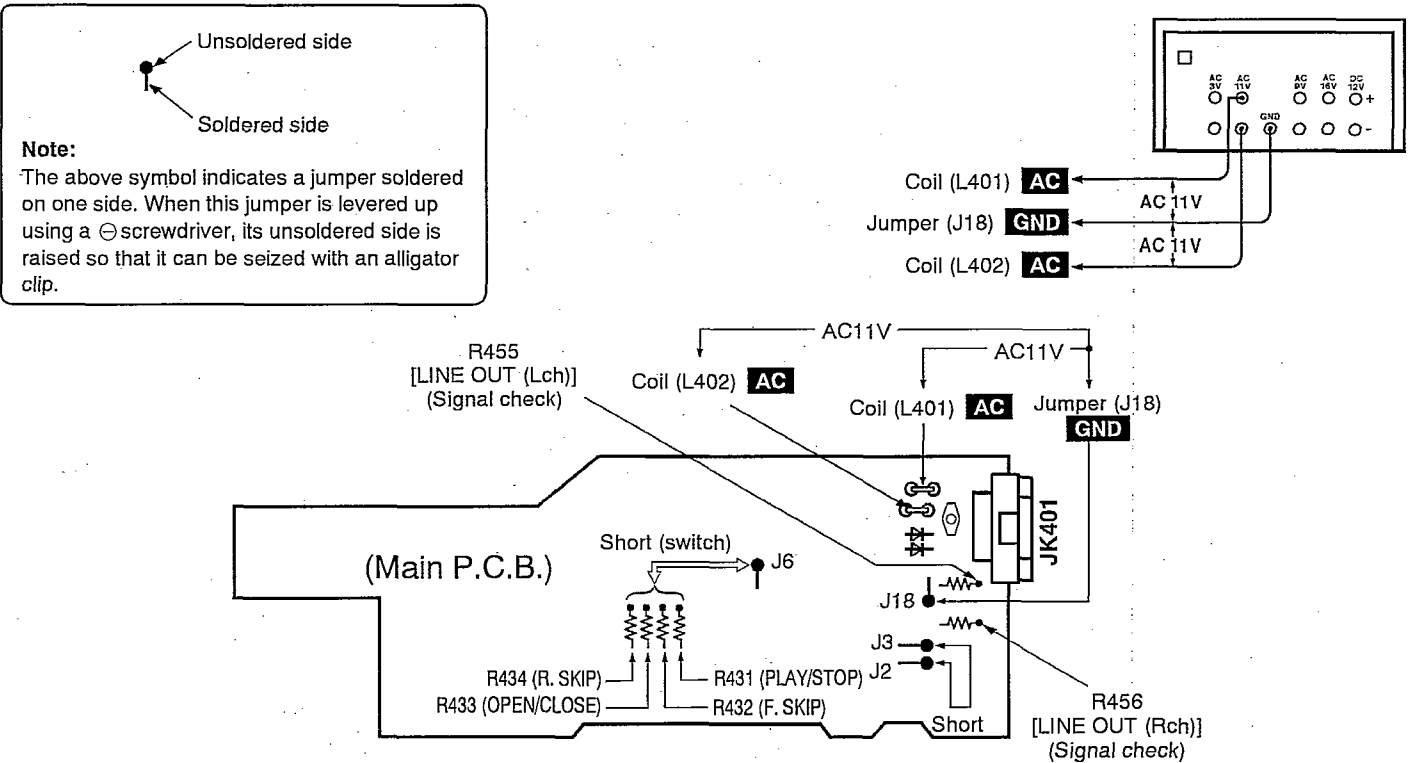 Unsoldered side
Soldered side
Note:
The above symbol indicates a jumper soldered
on one side. When this jumper is levered up
using a ⊖ screwdriver, its unsoldered side is
raised so that it can be seized with an alligator
clip.
AC 3V
AC 11V
AC 9V
AC 16V
DC 12V
+
GND
-
Coil (L401) AC
AC 11V
Jumper (J18) GND
AC 11V
Coil (L402) AC
AC11V
AC11V
R455
[LINE OUT (Lch)]
(Signal check)
Coil (L402) AC
Coil (L401) AC
Jumper (J18)
GND
JK401
(Main P.C.B.)
Short (switch)
J6
J18
J3
J2
R434 (R. SKIP)
R431 (PLAY/STOP)
R433 (OPEN/CLOSE)
R432 (F. SKIP)
Short
R456
[LINE OUT (Rch)]
(Signal check)